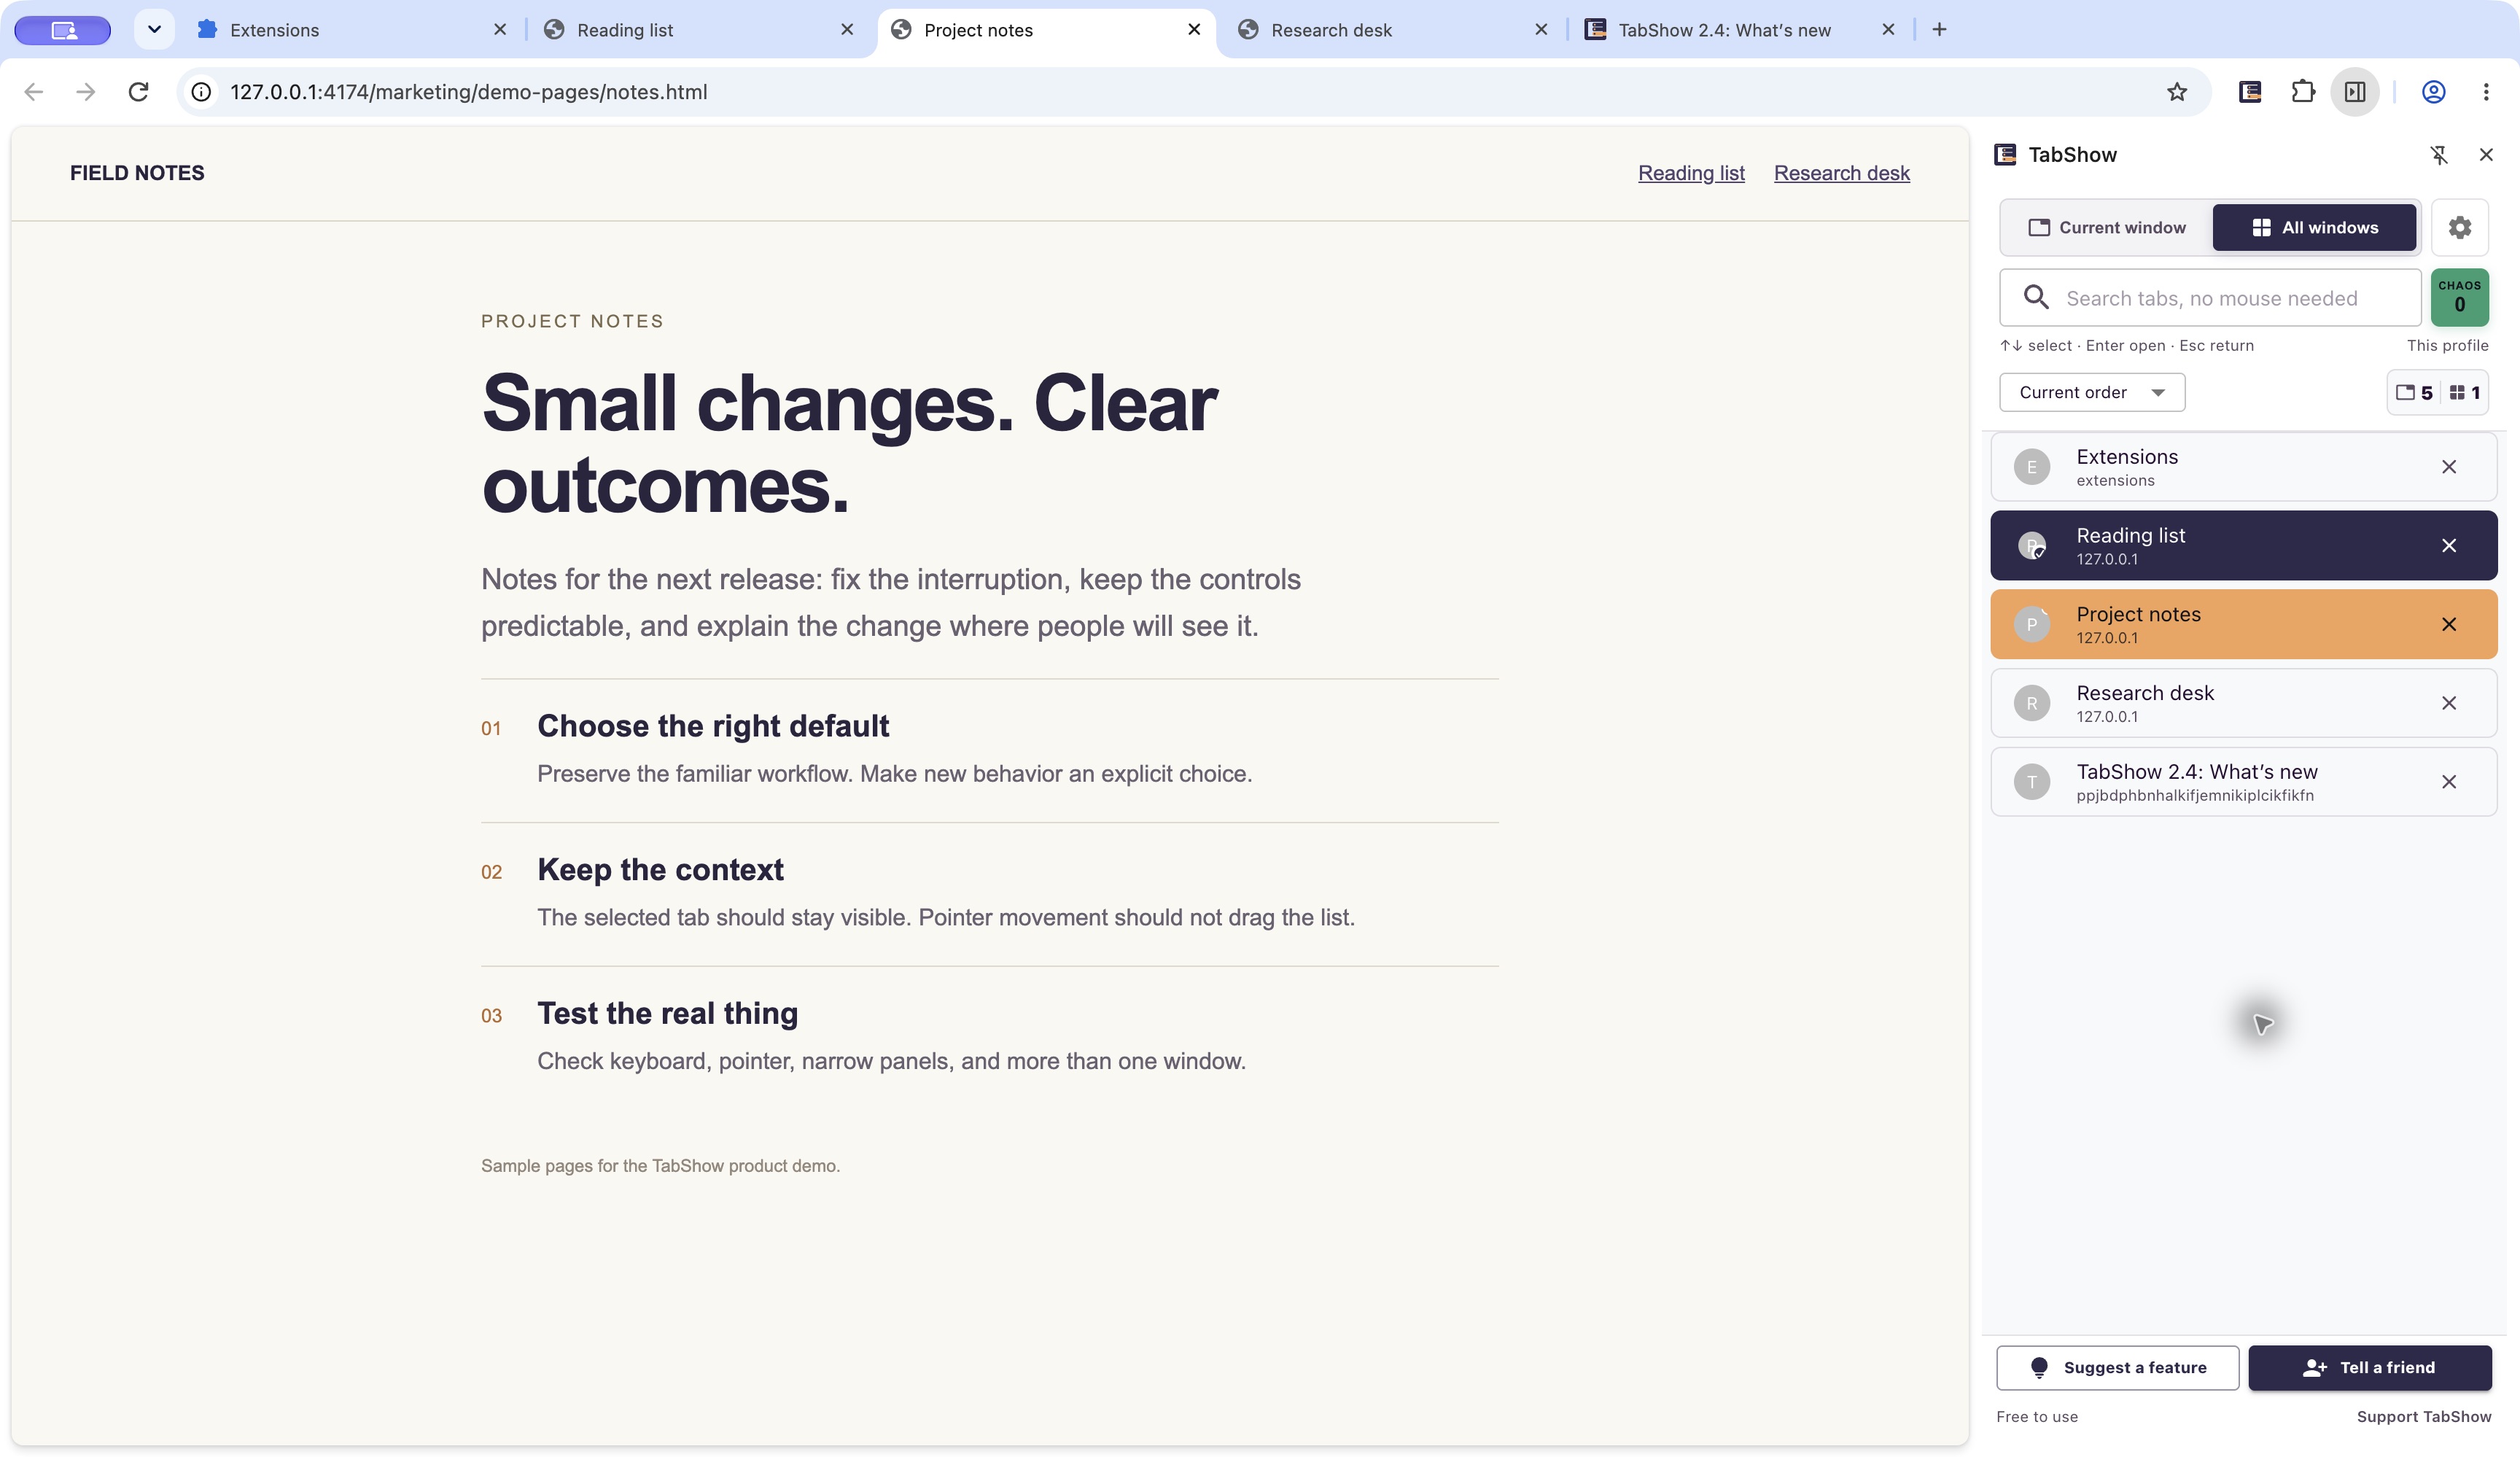 Extensions
Reading list
Project notes
Research desk
TabShow 2.4: What’s new
127.0.0.1:4174/marketing/demo-pages/notes.html
FIELD NOTES
Reading list
Research desk
PROJECT NOTES
Small changes. Clear
outcomes.
Notes for the next release: fix the interruption, keep the controls
predictable, and explain the change where people will see it.
01 Choose the right default
Preserve the familiar workflow. Make new behavior an explicit choice.
02 Keep the context
The selected tab should stay visible. Pointer movement should not drag the list.
03 Test the real thing
Check keyboard, pointer, narrow panels, and more than one window.
Sample pages for the TabShow product demo.
TabShow
Current window
All windows
Search tabs, no mouse needed
CHAOS
0
↑↓ select · Enter open · Esc return
This profile
Current order
5
1
E
Extensions
extensions
Reading list
127.0.0.1
P
Project notes
127.0.0.1
R
Research desk
127.0.0.1
T
TabShow 2.4: What’s new
ppjbdphbnhalkifjemnikiplcikfikfn
Suggest a feature
Tell a friend
Free to use
Support TabShow